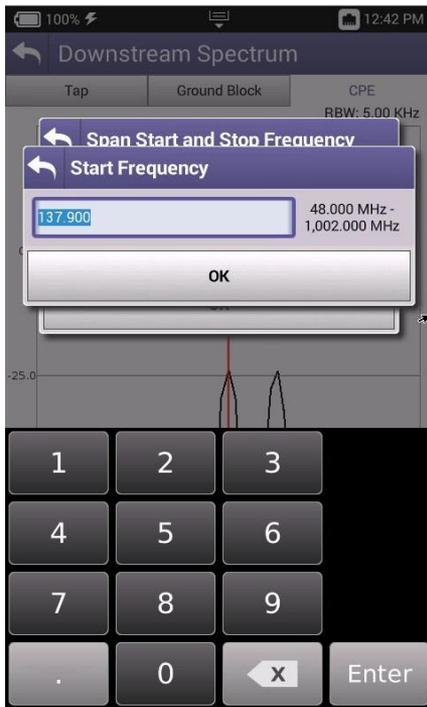 100%
12:42 PM
Downstream Spectrum
Tap
Ground Block
CPE
RBW: 5.00 KHz
Span Start and Stop Frequency
Start Frequency
137.900
48.000 MHz -
1,002.000 MHz
OK
-25.0
1 2 3
4 5 6
7 8 9
. 0 X Enter